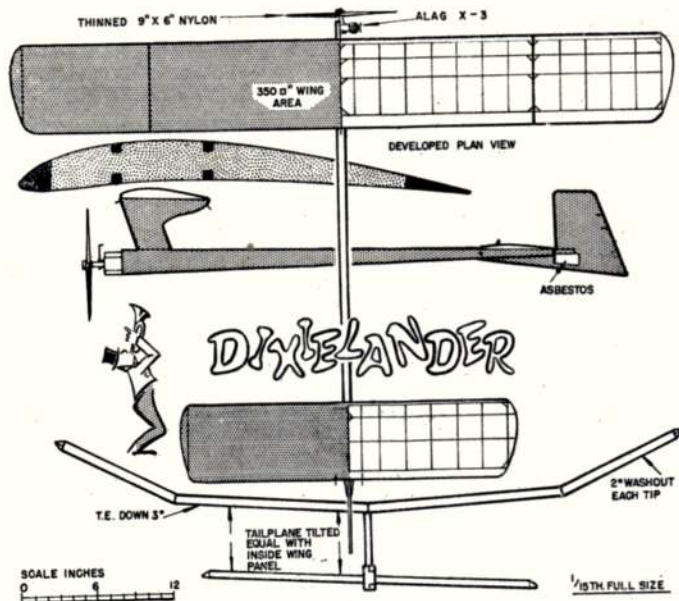 THINNED 9" X 6" NYLON
ALAG X-3
350 □" WING
AREA
DEVELOPED PLAN VIEW
ASBESTOS
DIXIELANDER
2° WASHOUT
EACH TIP
T.E. DOWN 3°
TAILPLANE TILTED
EQUAL WITH
INSIDE WING
PANEL
SCALE INCHES
0 6 12
1/15TH FULL SIZE